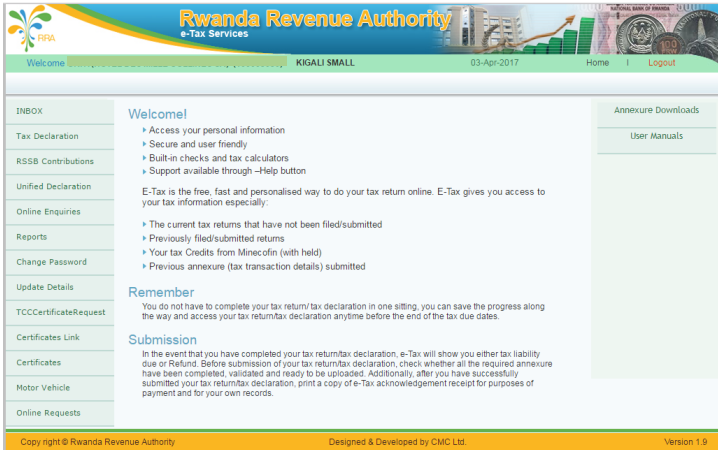 Rwanda Revenue Authority
e-Tax Services
RRA
NATIONAL BANK OF RWANDA
100
Welcome
KIGALI SMALL
03-Apr-2017
Home | Logout
INBOX
Tax Declaration
RSSB Contributions
Unified Declaration
Online Enquiries
Reports
Change Password
Update Details
TCCCertificateRequest
Certificates Link
Certificates
Motor Vehicle
Online Requests
Welcome!
Access your personal information
Secure and user friendly
Built-in checks and tax calculators
Support available through –Help button
E-Tax is the free, fast and personalised way to do your tax return online. E-Tax gives you access to
your tax information especially:
The current tax returns that have not been filed/submitted
Previously filed/submitted returns
Your tax Credits from Minecofin (with held)
Previous annexure (tax transaction details) submitted
Remember
You do not have to complete your tax return/ tax declaration in one sitting, you can save the progress along
the way and access your tax return/tax declaration anytime before the end of the tax due dates.
Submission
In the event that you have completed your tax return/tax declaration, e-Tax will show you either tax liability
due or Refund. Before submission of your tax return/tax declaration, check whether all the required annexure
have been completed, validated and ready to be uploaded. Additionally, after you have successfully
submitted your tax return/tax declaration, print a copy of e-Tax acknowledgement receipt for purposes of
payment and for your own records.
Annexure Downloads
User Manuals
Copy right © Rwanda Revenue Authority
Designed & Developed by CMC Ltd.
Version 1.9